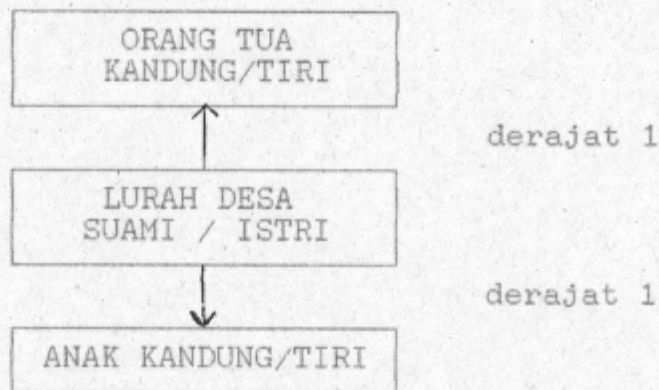 ORANG TUA
KANDUNG/TIRI
derajat 1
LURAH DESA
SUAMI / ISTRI
derajat 1
ANAK KANDUNG/TIRI